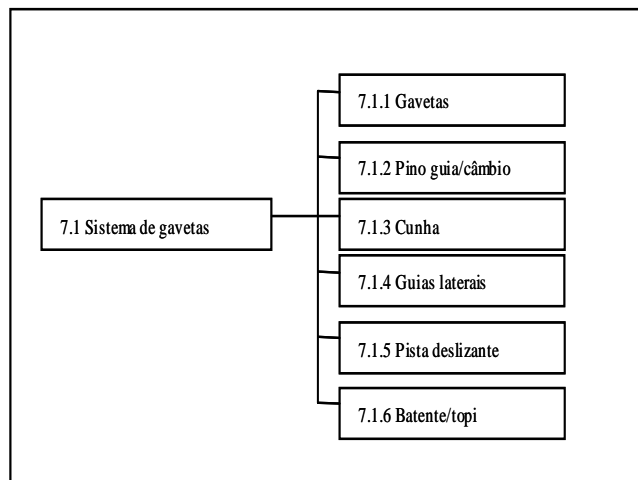 7.1.1 Gavetas
7.1.2 Pino guia/câmbio
7.1 Sistema de gavetas
7.1.3 Cunha
7.1.4 Guias laterais
7.1.5 Pista deslizante
7.1.6 Batente/topi